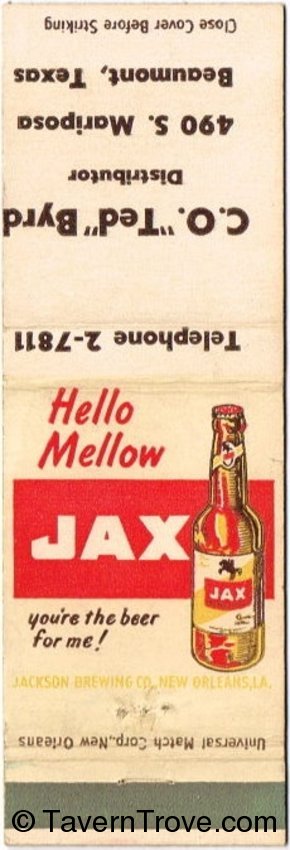 Close Cover Before Striking
Beaumont, Texas
490 S. Mariposa
Distributor
C.O. "Ted" Byrd
Telephone 2-7811
Hello
Mellow
JAX
JAX
you're the beer
for me!
JACKSON BREWING CO., NEW ORLEANS, LA.
Universal Match Corp., New Orleans
© TavernTrove.com